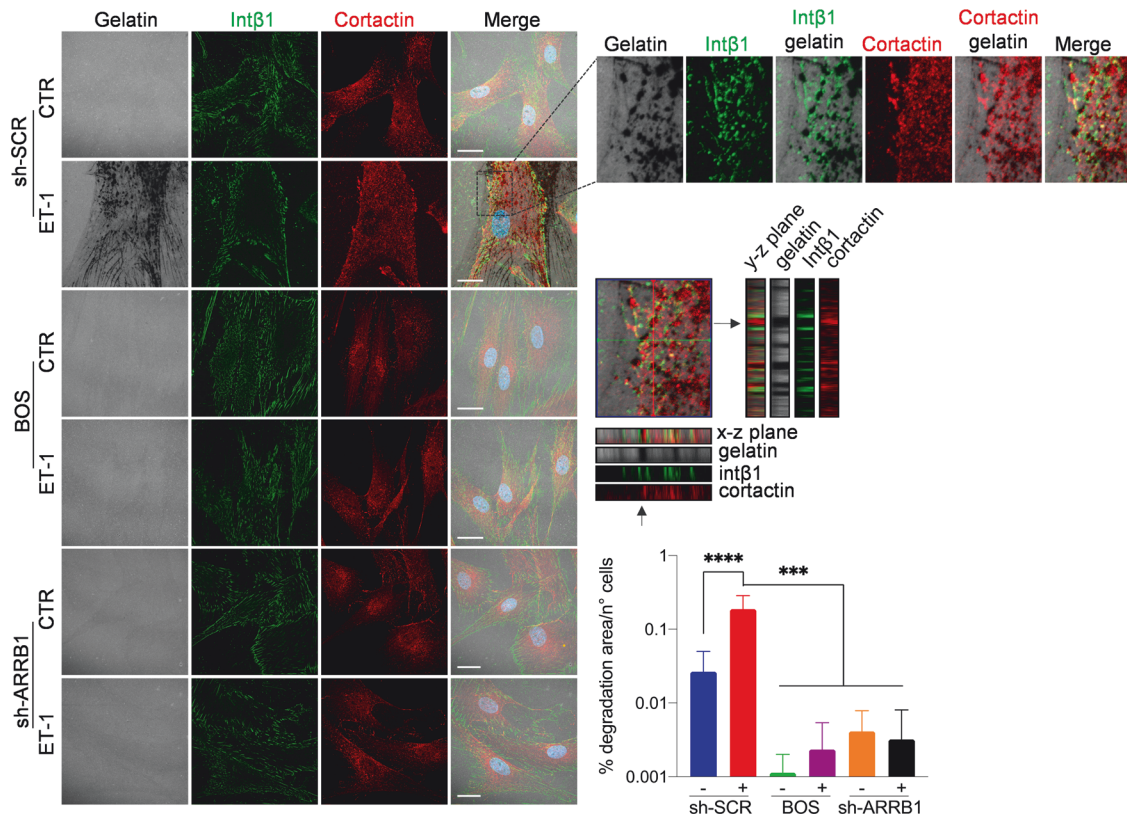 Gelatin Intβ1 Cortactin Merge
sh-SCR
CTR
ET-1
BOS
CTR
ET-1
sh-ARRB1
CTR
ET-1
Gelatin
Intβ1
Intβ1
gelatin
Cortactin
Cortactin
gelatin
Merge
y-z plane
gelatin
Intβ1
cortactin
x-z plane
gelatin
intβ1
cortactin
% degradation area/n° cells
1
0.1
0.01
0.001
****
***
- + - + - +
sh-SCR BOS sh-ARRB1